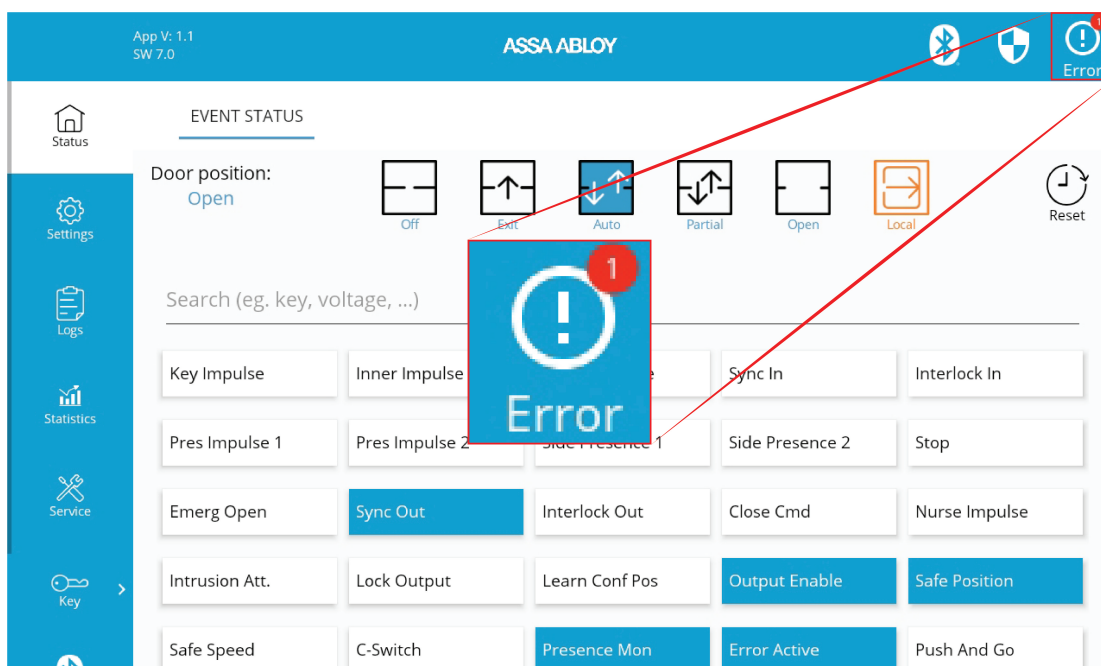 App V: 1.1
SW 7.0
ASSA ABLOY
1
Error
Status
EVENT STATUS
Door position:
Open
Off
Exit
Auto
Partial
Open
Local
Reset
Settings
1
Error
Search (eg. key, voltage, ...)
Logs
Key Impulse
Inner Impulse
Sync In
Interlock In
Statistics
Pres Impulse 1
Pres Impulse 2
Side Presence 1
Side Presence 2
Stop
Service
Emerg Open
Sync Out
Interlock Out
Close Cmd
Nurse Impulse
Key
Intrusion Att.
Lock Output
Learn Conf Pos
Output Enable
Safe Position
Safe Speed
C-Switch
Presence Mon
Error Active
Push And Go